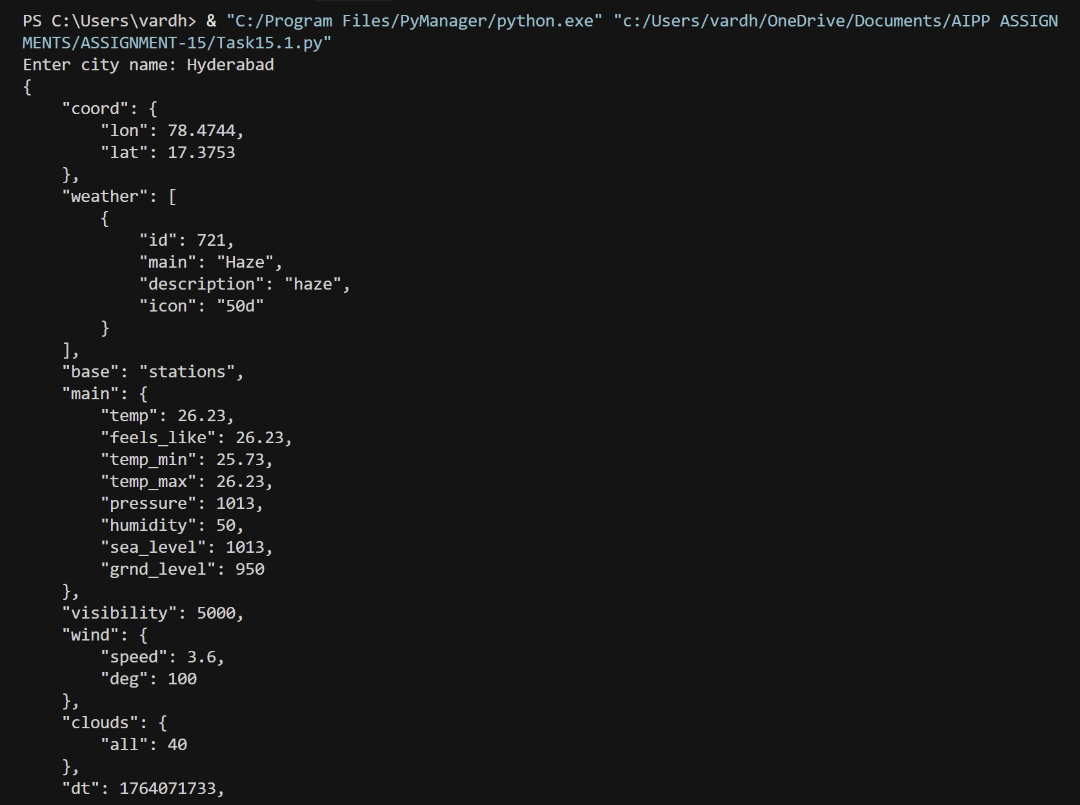 PS C:\Users\vardh> & "C:/Program Files/PyManager/python.exe" "c:/Users/vardh/OneDrive/Documents/AIPP ASSIGN
MENTS/ASSIGNMENT-15/Task15.1.py"
Enter city name: Hyderabad
{
    "coord": {
        "lon": 78.4744,
        "lat": 17.3753
    },
    "weather": [
        {
            "id": 721,
            "main": "Haze",
            "description": "haze",
            "icon": "50d"
        }
    ],
    "base": "stations",
    "main": {
        "temp": 26.23,
        "feels_like": 26.23,
        "temp_min": 25.73,
        "temp_max": 26.23,
        "pressure": 1013,
        "humidity": 50,
        "sea_level": 1013,
        "grnd_level": 950
    },
    "visibility": 5000,
    "wind": {
        "speed": 3.6,
        "deg": 100
    },
    "clouds": {
        "all": 40
    },
    "dt": 1764071733,